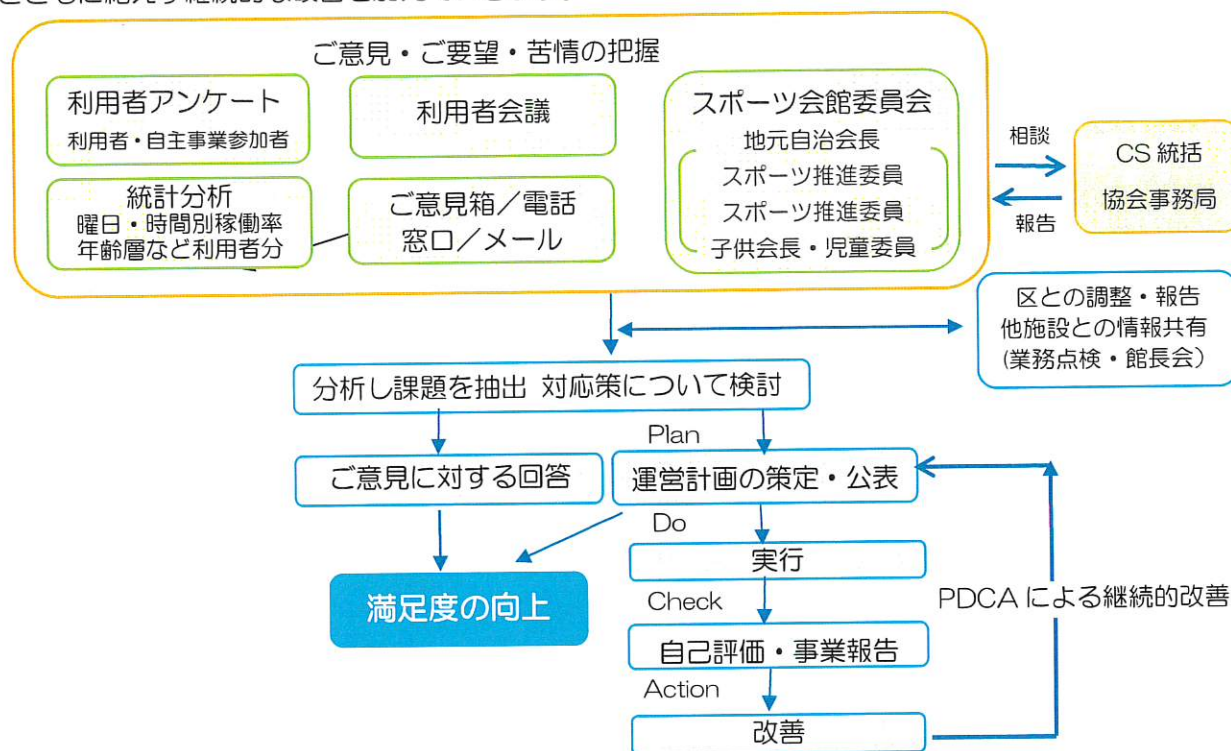 ご意見・ご要望・苦情の把握
利用者アンケート
利用者・自主事業参加者
利用者会議
スポーツ会館委員会
地元自治会長
スポーツ推進委員
スポーツ推進委員
子供会長・児童委員
統計分析
曜日・時間別稼働率
年齢層など利用者分
ご意見箱／電話
窓口／メール
相談
報告
CS 統括
協会事務局
区との調整・報告
他施設との情報共有
(業務点検・館長会)
分析し課題を抽出 対応策について検討
Plan
ご意見に対する回答
運営計画の策定・公表
Do
実行
満足度の向上
Check
PDCA による継続的改善
自己評価・事業報告
Action
改善